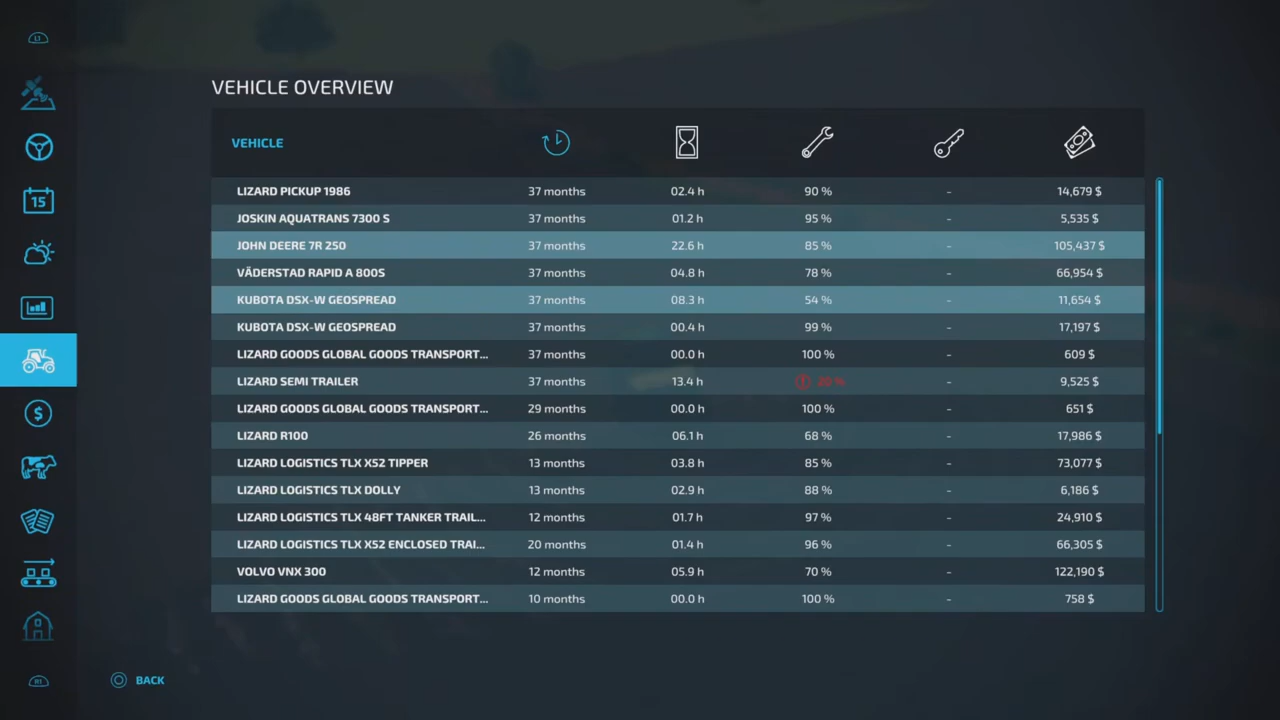 L1
VEHICLE OVERVIEW
VEHICLE
LIZARD PICKUP 1986 37 months 02.4 h 90 % - 14,679 $
JOSKIN AQUATRANS 7300 S 37 months 01.2 h 95 % - 5,535 $
JOHN DEERE 7R 250 37 months 22.6 h 85 % - 105,437 $
VÄDERSTAD RAPID A 800S 37 months 04.8 h 78 % - 66,954 $
KUBOTA DSX-W GEOSPREAD 37 months 08.3 h 54 % - 11,654 $
KUBOTA DSX-W GEOSPREAD 37 months 00.4 h 99 % - 17,197 $
LIZARD GOODS GLOBAL GOODS TRANSPORT... 37 months 00.0 h 100 % - 609 $
LIZARD SEMI TRAILER 37 months 13.4 h 20 % - 9,525 $
LIZARD GOODS GLOBAL GOODS TRANSPORT... 29 months 00.0 h 100 % - 651 $
LIZARD R100 26 months 06.1 h 68 % - 17,986 $
LIZARD LOGISTICS TLX X52 TIPPER 13 months 03.8 h 85 % - 73,077 $
LIZARD LOGISTICS TLX DOLLY 13 months 02.9 h 88 % - 6,186 $
LIZARD LOGISTICS TLX 48FT TANKER TRAIL... 12 months 01.7 h 97 % - 24,910 $
LIZARD LOGISTICS TLX X52 ENCLOSED TRAI... 20 months 01.4 h 96 % - 66,305 $
VOLVO VNX 300 12 months 05.9 h 70 % - 122,190 $
LIZARD GOODS GLOBAL GOODS TRANSPORT... 10 months 00.0 h 100 % - 758 $
15
$
R1
BACK